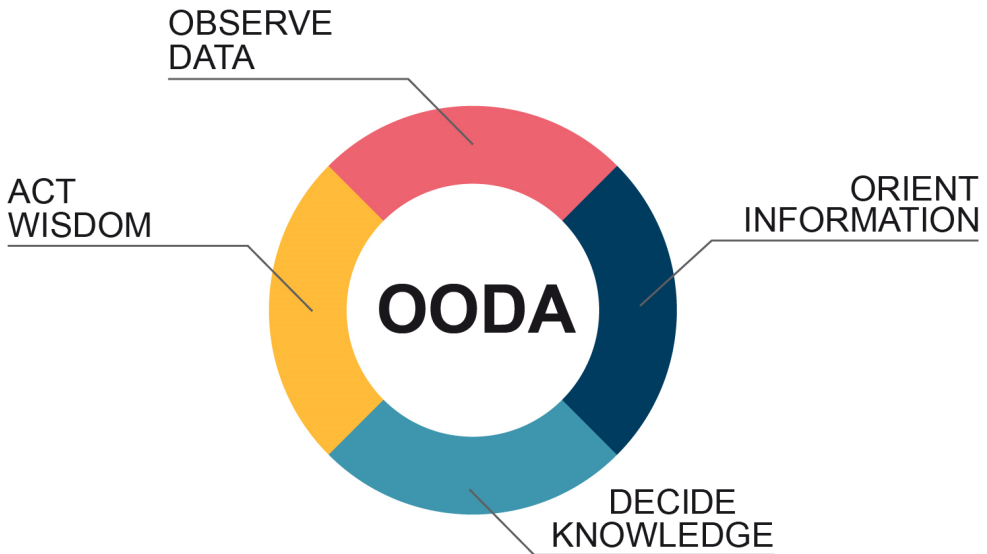 OBSERVE
DATA
ACT
WISDOM
ORIENT
INFORMATION
OODA
DECIDE
KNOWLEDGE